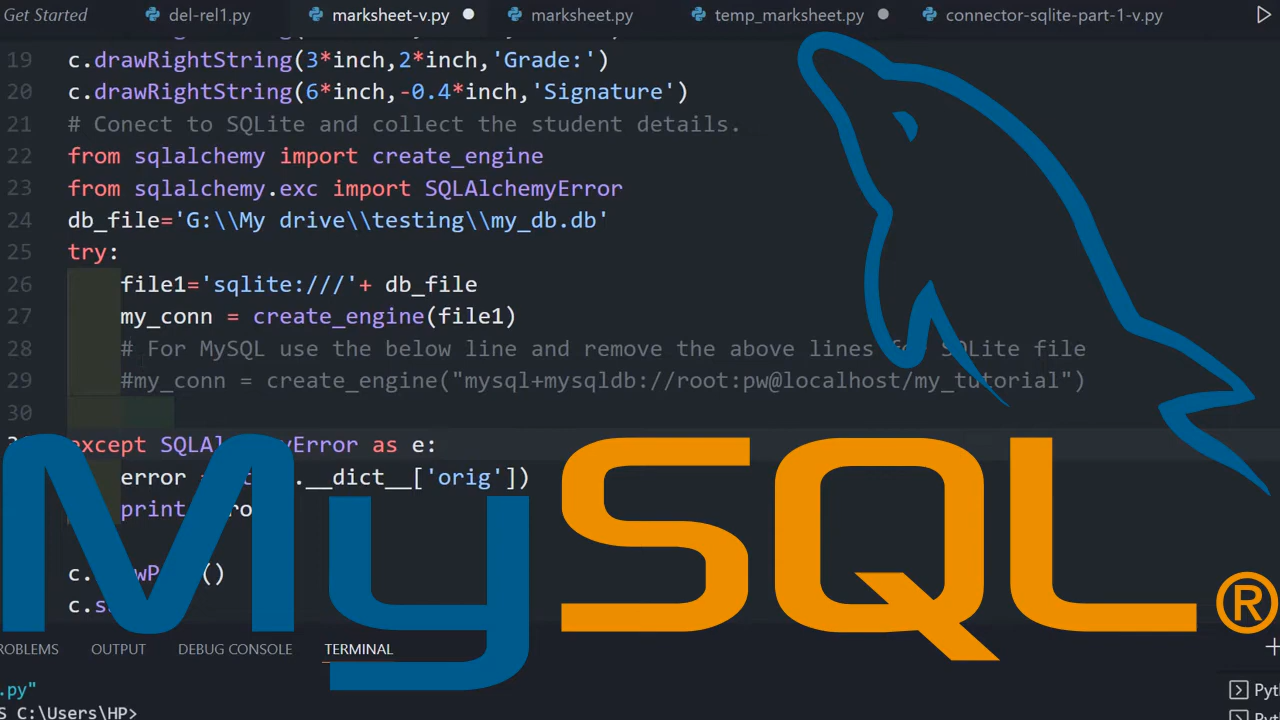 Get Started del-rel1.py marksheet-v.py marksheet.py temp_marksheet.py connector-sqlite-part-1-v.py
19 c.drawRightString(3*inch,2*inch,'Grade:')
20 c.drawRightString(6*inch,-0.4*inch,'Signature')
21 # Conect to SQLite and collect the student details.
22 from sqlalchemy import create_engine
23 from sqlalchemy.exc import SQLAlchemyError
24 db_file='G:\\My drive\\testing\\my_db.db'
25 try:
26 file1='sqlite:///'+ db_file
27 my_conn = create_engine(file1)
28 # For MySQL use the below line and remove the above lines for SQLite file
29 #my_conn = create_engine("mysql+mysqldb://root:pw@localhost/my_tutorial")
30
except SQLAlchemyError as e:
error .__dict__['orig'])
print
c. ()
MySQL®
OUTPUT DEBUG CONSOLE TERMINAL
.py"
C:\Users\HP>